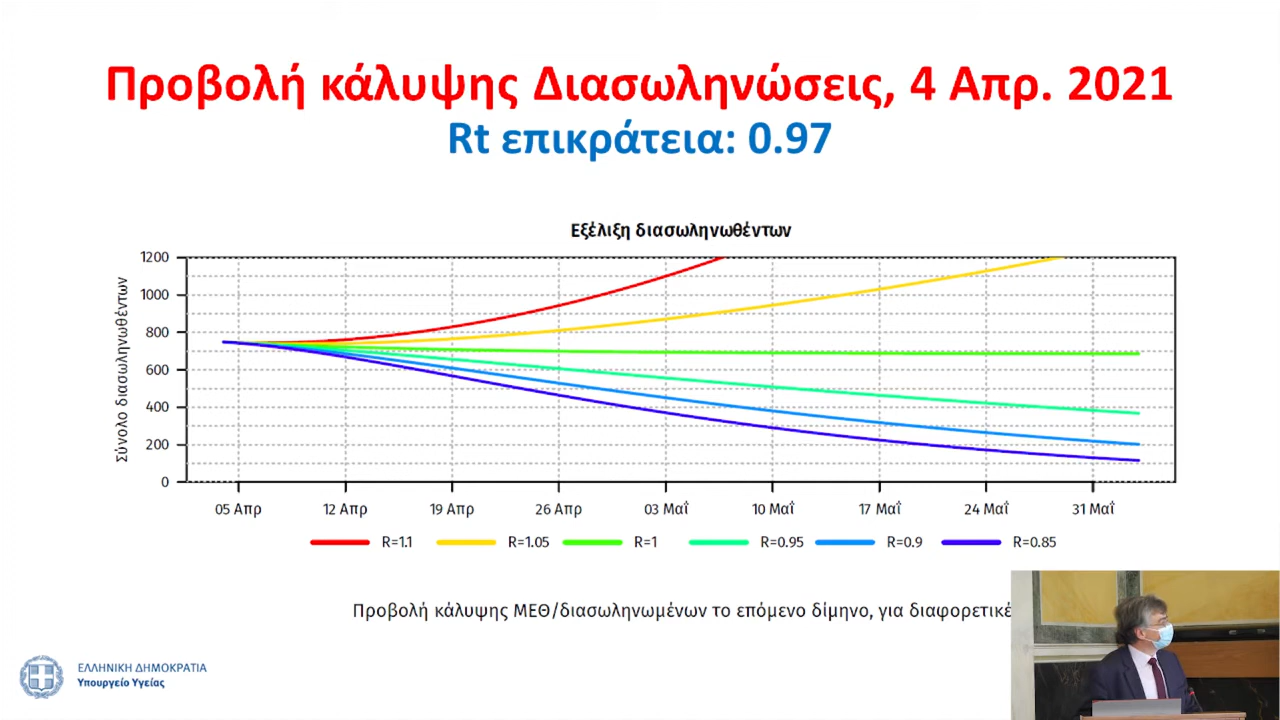 Προβολή κάλυψης Διασωληνώσεις, 4 Απρ. 2021
Rt επικράτεια: 0.97
Εξέλιξη διασωληνωθέντων
Σύνολο διασωληνωθέντων
1200
1000
800
600
400
200
0
05 Απρ 12 Απρ 19 Απρ 26 Απρ 03 Μαΐ 10 Μαΐ 17 Μαΐ 24 Μαΐ 31 Μαΐ
R=1.1 R=1.05 R=1 R=0.95 R=0.9 R=0.85
Προβολή κάλυψης ΜΕΘ/διασωληνωμένων το επόμενο δίμηνο, για διαφορετικέ
ΕΛΛΗΝΙΚΗ ΔΗΜΟΚΡΑΤΙΑ
Υπουργείο Υγείας